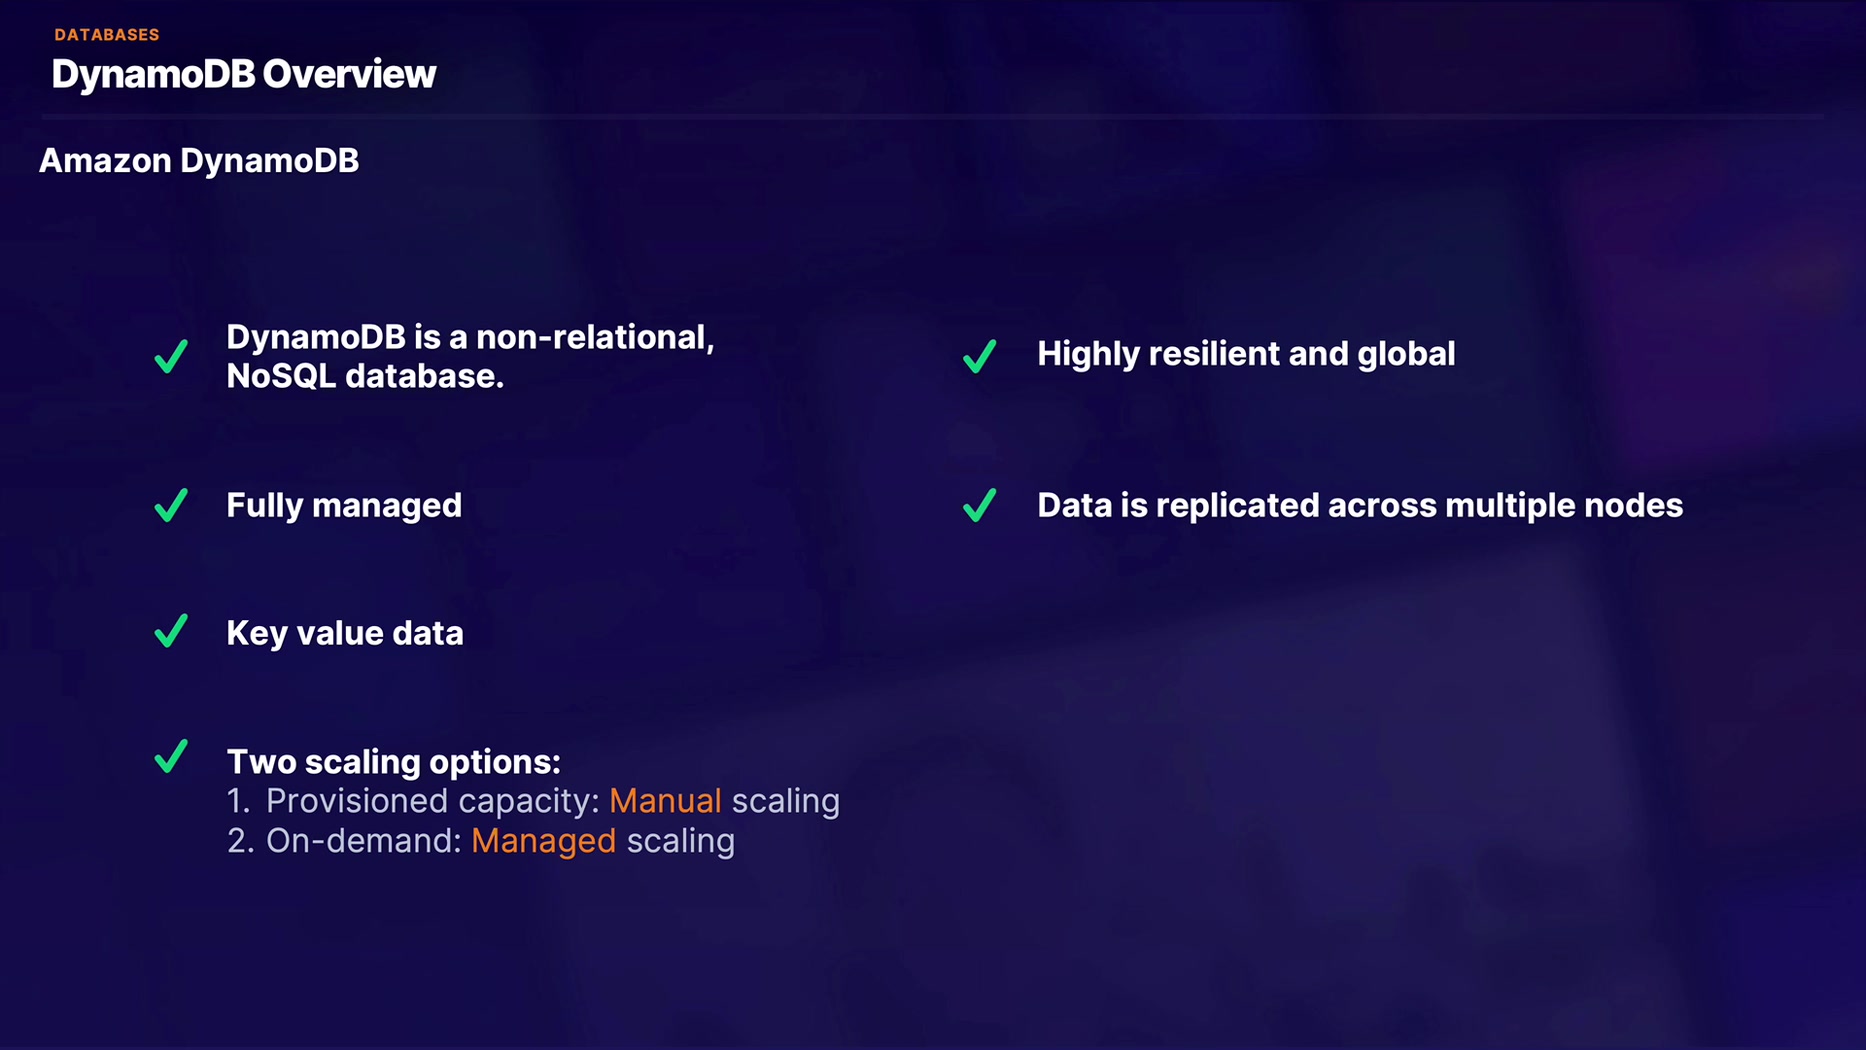 DATABASES
DynamoDB Overview
Amazon DynamoDB
DynamoDB is a non-relational,
NoSQL database.
Fully managed
Key value data
Two scaling options:
1. Provisioned capacity: Manual scaling
2. On-demand: Managed scaling
Highly resilient and global
Data is replicated across multiple nodes